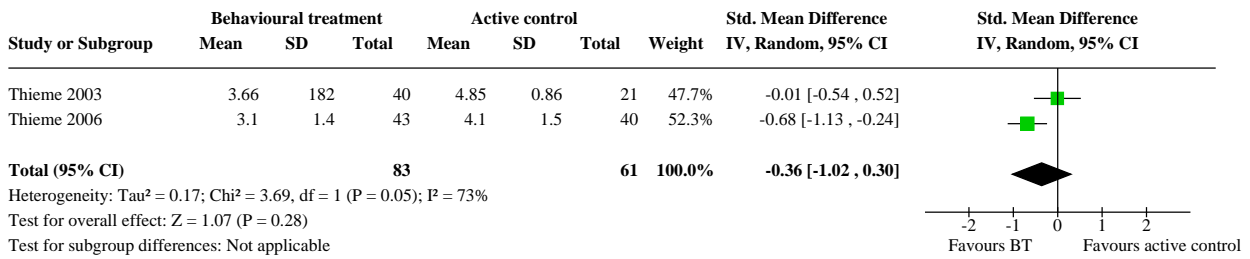 Behavioural treatment Active control Std. Mean Difference Std. Mean Difference
Study or Subgroup Mean SD Total Mean SD Total Weight IV, Random, 95% CI IV, Random, 95% CI
Thieme 2003 3.66 182 40 4.85 0.86 21 47.7% -0.01 [-0.54 , 0.52]
Thieme 2006 3.1 1.4 43 4.1 1.5 40 52.3% -0.68 [-1.13 , -0.24]
Total (95% CI) 83 61 100.0% -0.36 [-1.02 , 0.30]
Heterogeneity: Tau² = 0.17; Chi² = 3.69, df = 1 (P = 0.05); I² = 73%
Test for overall effect: Z = 1.07 (P = 0.28)
Test for subgroup differences: Not applicable
-2 -1 0 1 2
Favours BT Favours active control